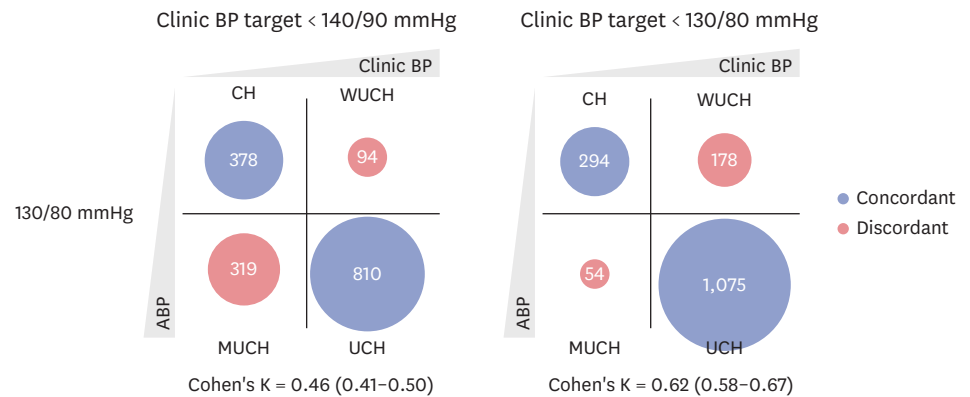 Clinic BP target < 140/90 mmHg
Clinic BP target < 130/80 mmHg
Clinic BP
Clinic BP
CH
WUCH
CH
WUCH
378
94
294
178
Concordant
130/80 mmHg
Discordant
319
810
54
1,075
ABP
ABP
MUCH
UCH
MUCH
UCH
Cohen's K = 0.46 (0.41–0.50)
Cohen's K = 0.62 (0.58–0.67)